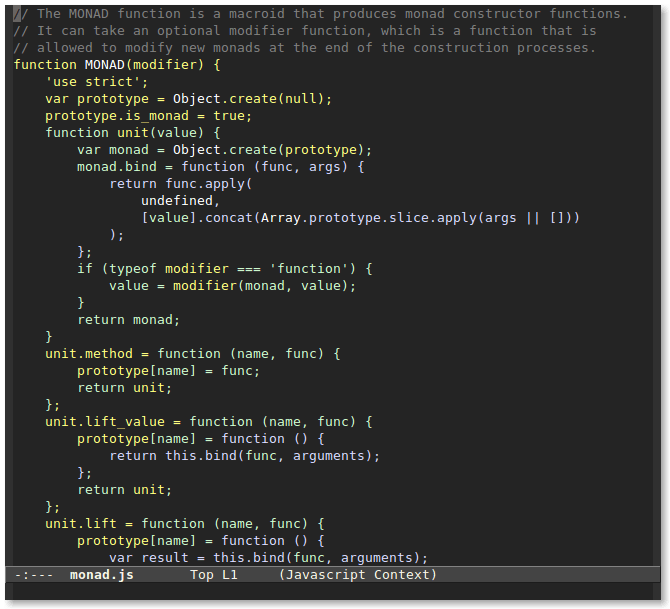 // The MONAD function is a macroid that produces monad constructor functions.
// It can take an optional modifier function, which is a function that is
// allowed to modify new monads at the end of the construction processes.
function MONAD(modifier) {
    'use strict';
    var prototype = Object.create(null);
    prototype.is_monad = true;
    function unit(value) {
        var monad = Object.create(prototype);
        monad.bind = function (func, args) {
            return func.apply(
                undefined,
                [value].concat(Array.prototype.slice.apply(args || []))
            );
        };
        if (typeof modifier === 'function') {
            value = modifier(monad, value);
        }
        return monad;
    }
    unit.method = function (name, func) {
        prototype[name] = func;
        return unit;
    };
    unit.lift_value = function (name, func) {
        prototype[name] = function () {
            return this.bind(func, arguments);
        };
        return unit;
    };
    unit.lift = function (name, func) {
        prototype[name] = function () {
            var result = this.bind(func, arguments);
-:---  monad.js       Top L1     (Javascript Context)